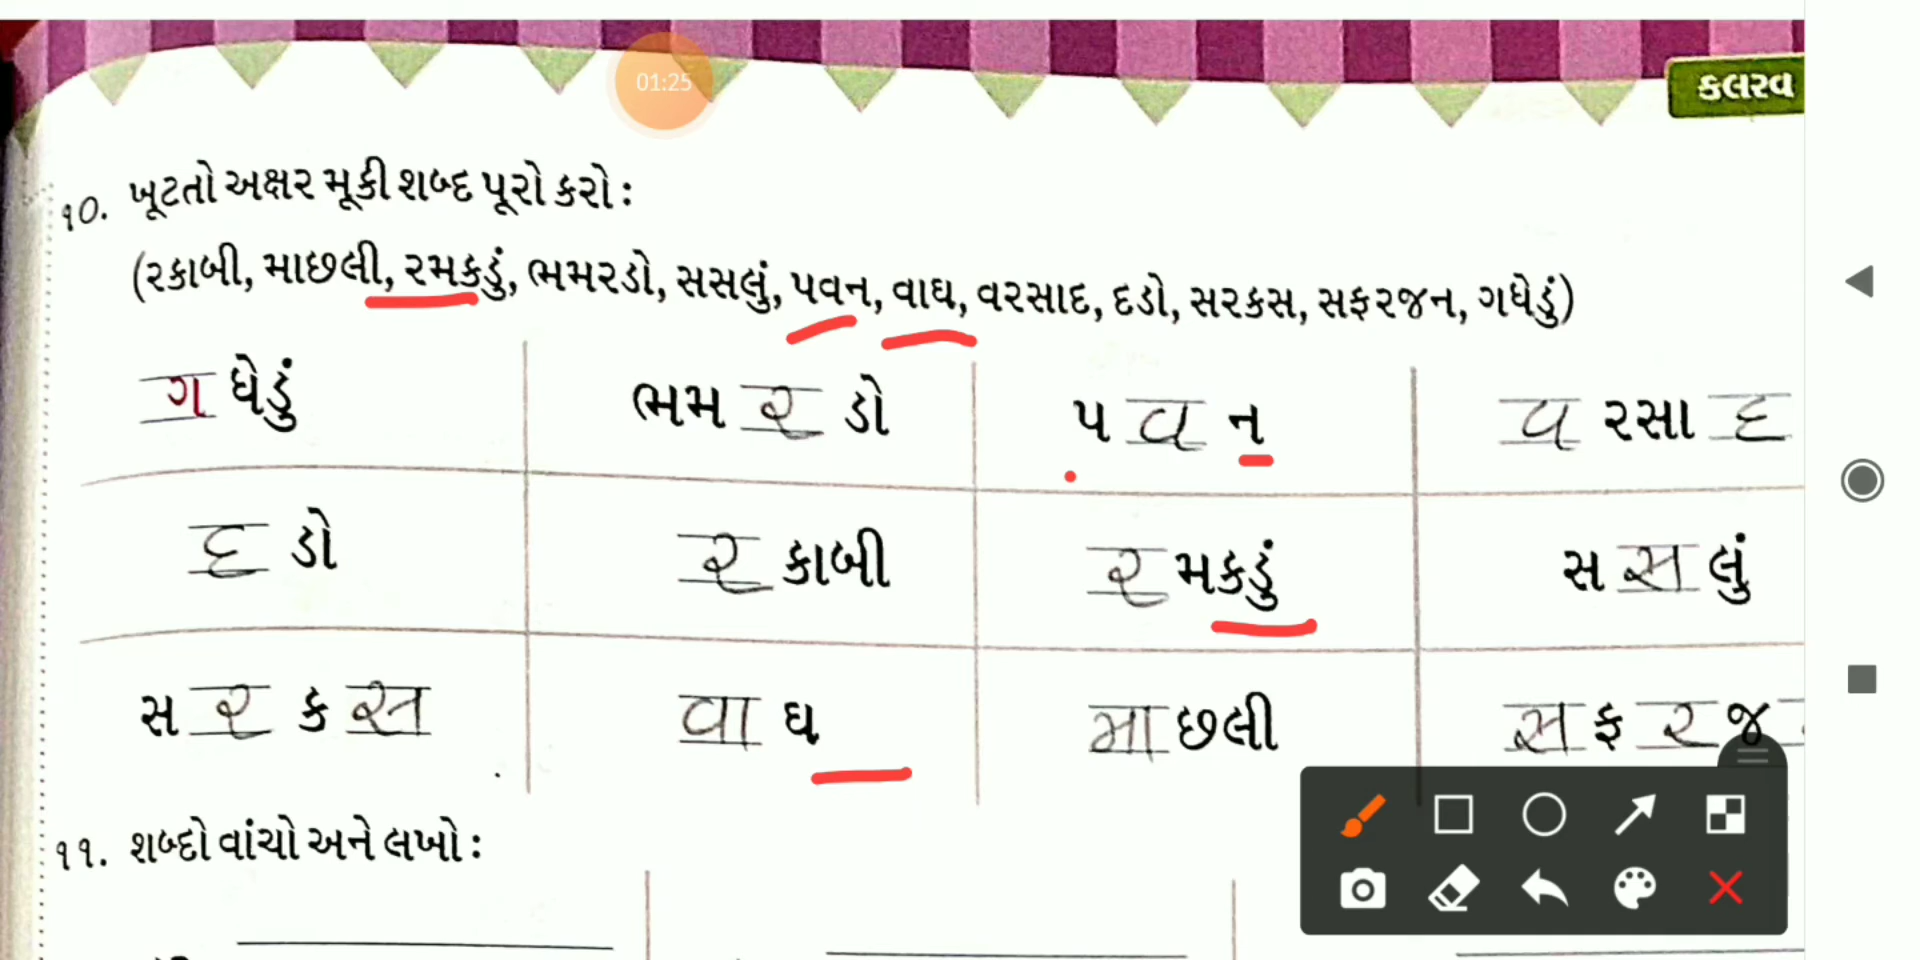 01:25
કલરવ
૧૦. ખૂટતો અક્ષર મૂકી શબ્દ પૂરો કરો :
(રકાબી, માછલી, રમકડું, ભમરડો, સસલું, પવન, વાઘ, વરસાદ, દડો, સરકસ, સફરજન, ગધેડું)
ગ ધેડું ભમ ર ડો પ વ ન વ રસા દ
દ ડો ર કાબી ર મકડું સ સ લું
સ ર ક સ વા ઘ મા છલી સ ફ ર જ
૧૧. શબ્દો વાંચો અને લખો :